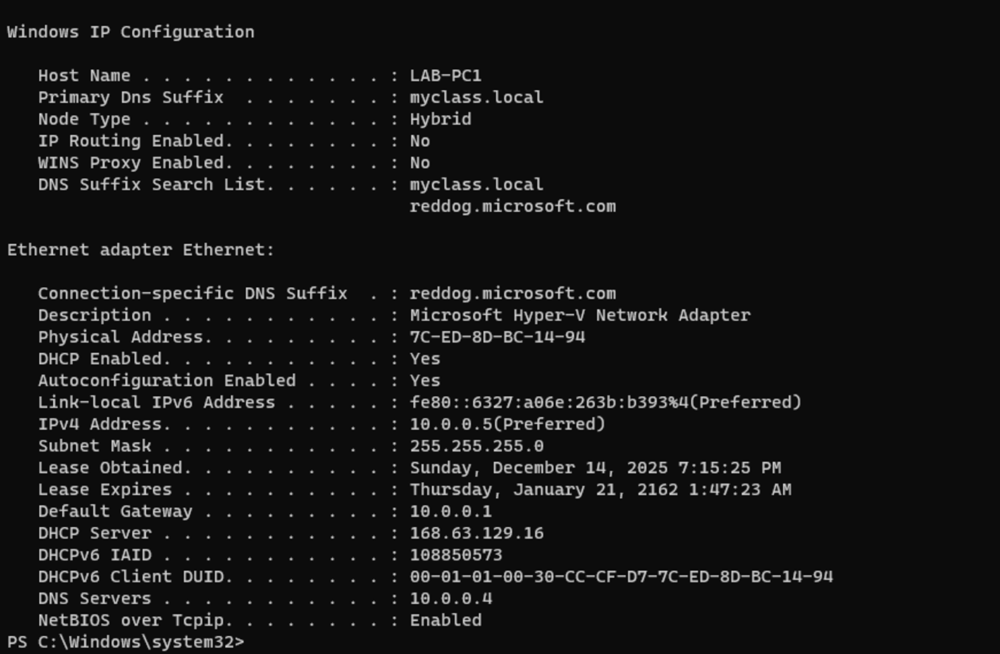 Windows IP Configuration
Host Name . . . . . . . . . . . . : LAB-PC1
Primary Dns Suffix  . . . . . . . : myclass.local
Node Type . . . . . . . . . . . . : Hybrid
IP Routing Enabled. . . . . . . . : No
WINS Proxy Enabled. . . . . . . . : No
DNS Suffix Search List. . . . . . : myclass.local
reddog.microsoft.com
Ethernet adapter Ethernet:
Connection-specific DNS Suffix  . : reddog.microsoft.com
Description . . . . . . . . . . . : Microsoft Hyper-V Network Adapter
Physical Address. . . . . . . . . : 7C-ED-8D-BC-14-94
DHCP Enabled. . . . . . . . . . . : Yes
Autoconfiguration Enabled . . . . : Yes
Link-local IPv6 Address . . . . . : fe80::6327:a06e:263b:b393%4(Preferred)
IPv4 Address. . . . . . . . . . . : 10.0.0.5(Preferred)
Subnet Mask . . . . . . . . . . . : 255.255.255.0
Lease Obtained. . . . . . . . . . : Sunday, December 14, 2025 7:15:25 PM
Lease Expires . . . . . . . . . . : Thursday, January 21, 2162 1:47:23 AM
Default Gateway . . . . . . . . . : 10.0.0.1
DHCP Server . . . . . . . . . . . : 168.63.129.16
DHCPv6 IAID . . . . . . . . . . . : 108850573
DHCPv6 Client DUID. . . . . . . . : 00-01-01-00-30-CC-CF-D7-7C-ED-8D-BC-14-94
DNS Servers . . . . . . . . . . . : 10.0.0.4
NetBIOS over Tcpip. . . . . . . . : Enabled
PS C:\Windows\system32>